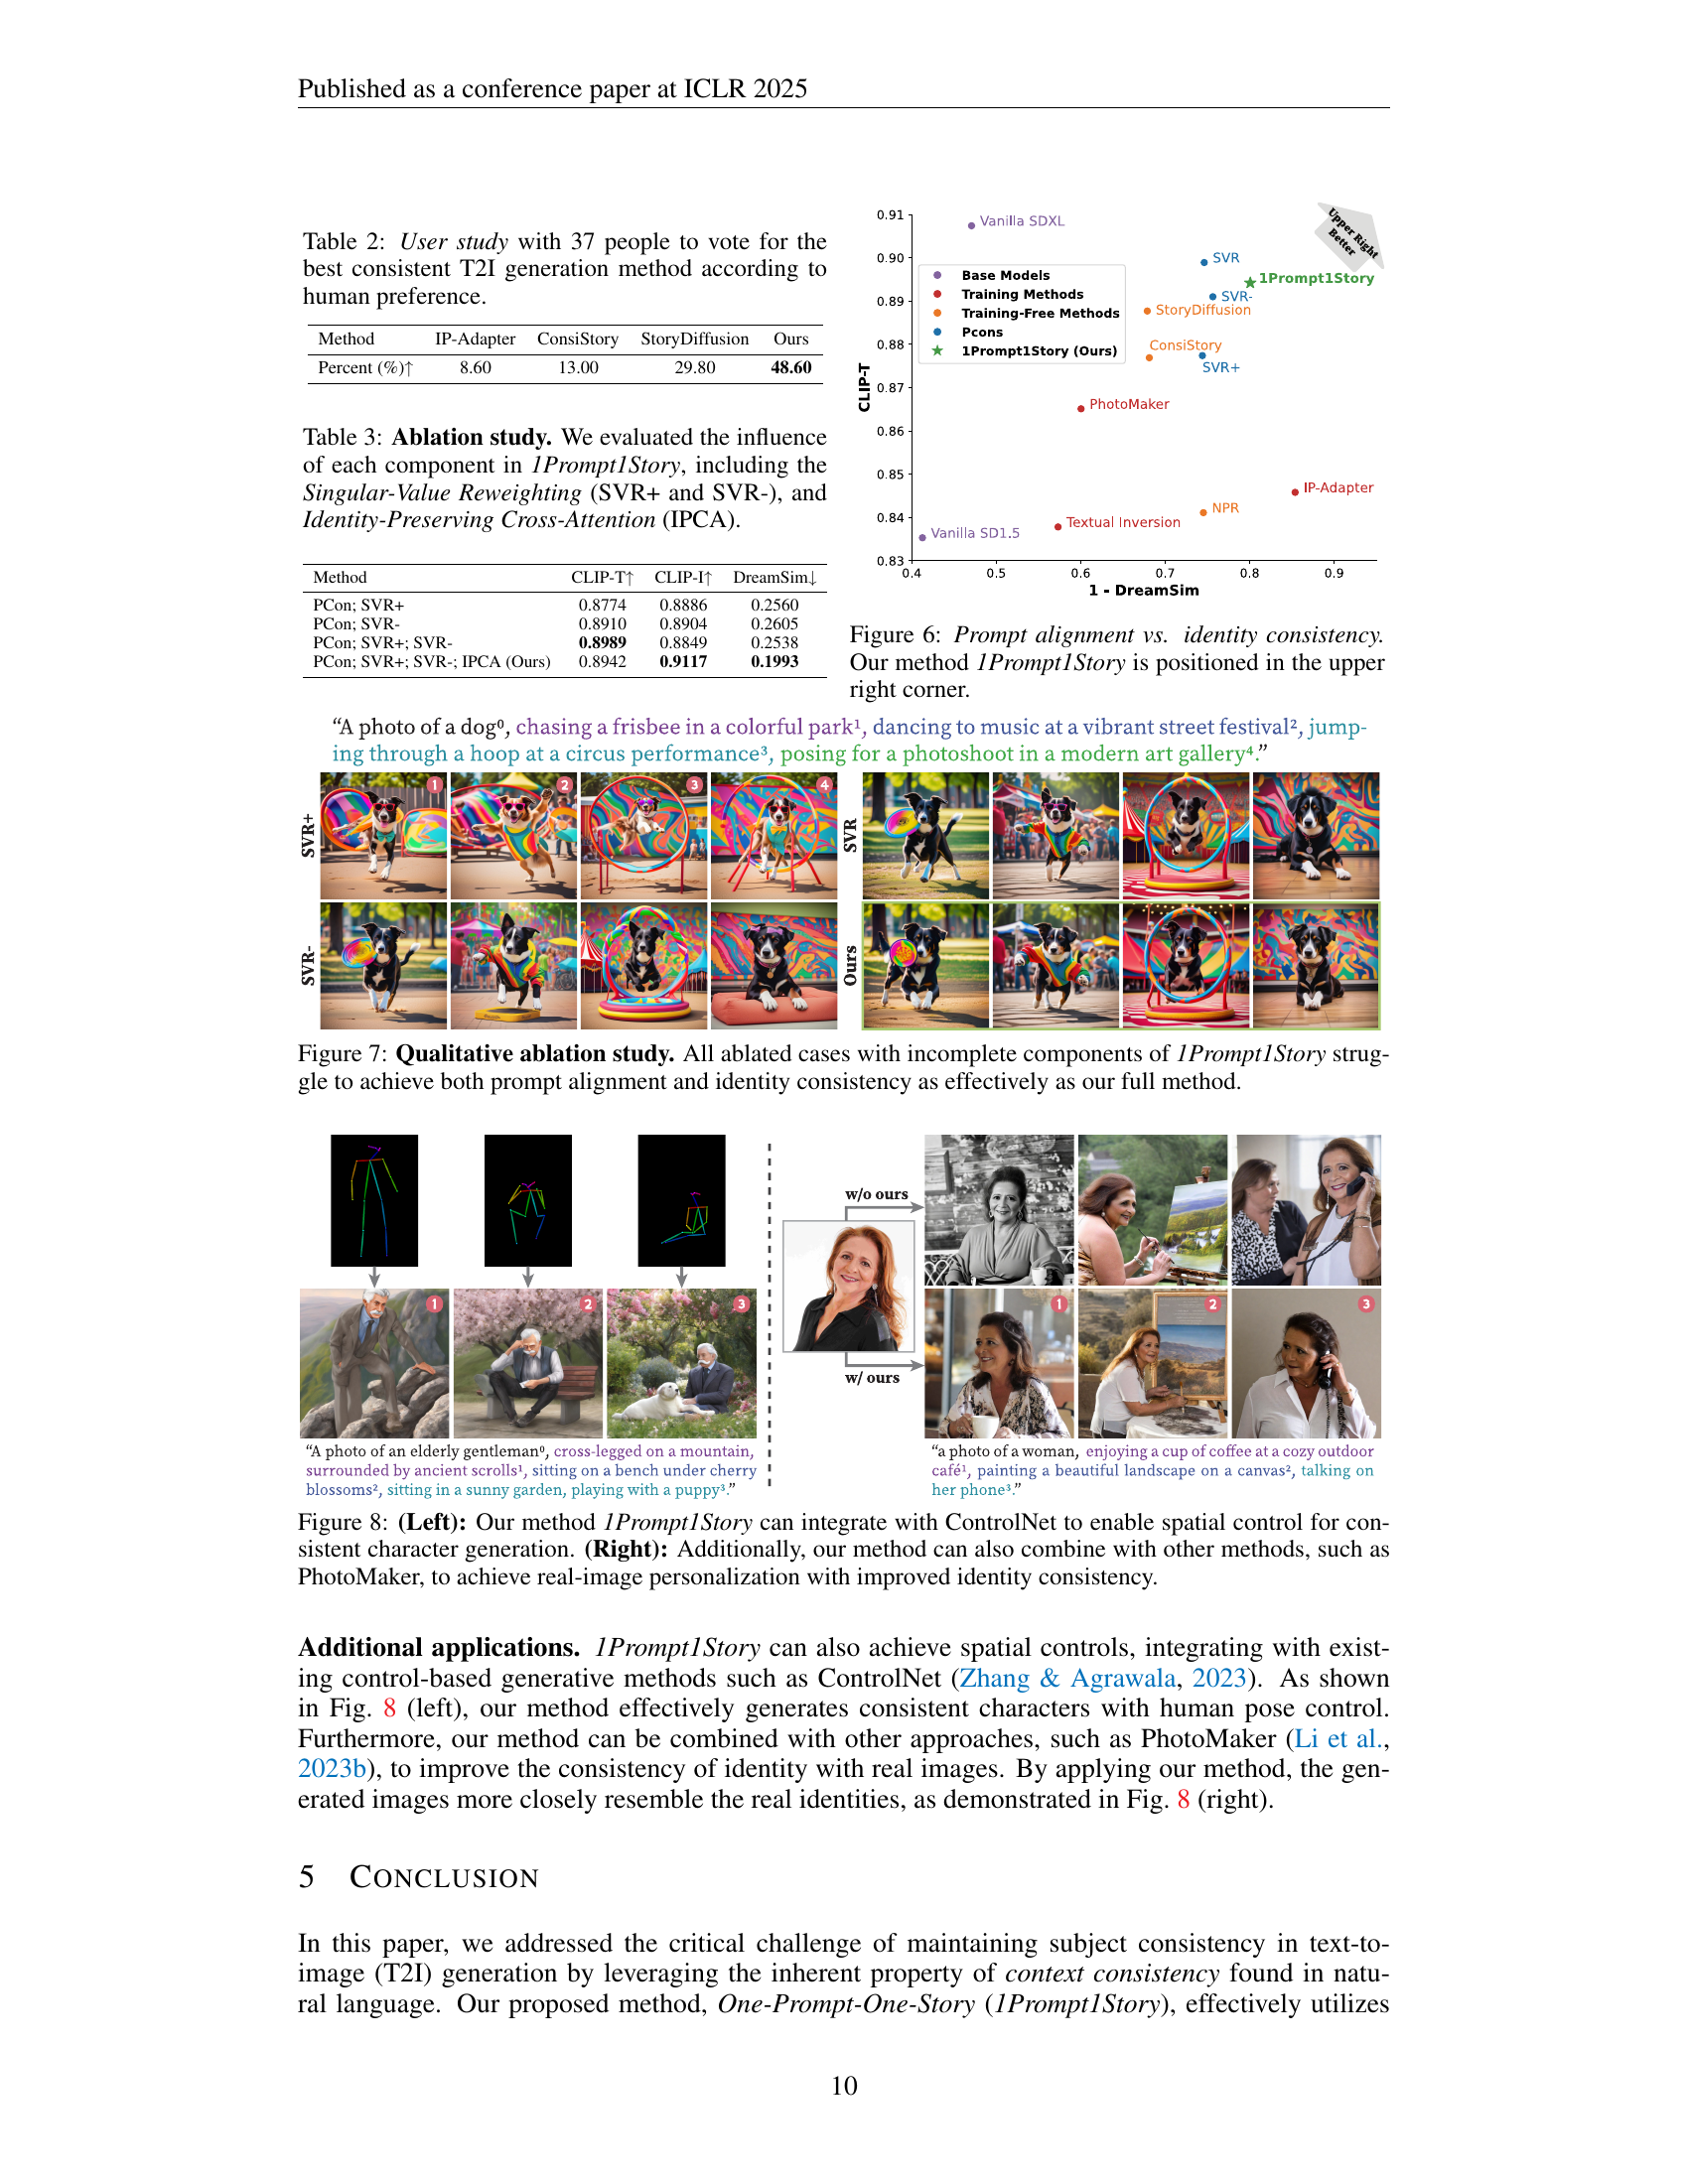 Published as a conference paper at ICLR 2025
Table 2: User study with 37 people to vote for the
best consistent T2I generation method according to
human preference.
Method IP-Adapter ConsiStory StoryDiffusion Ours
Percent (%)↑ 8.60 13.00 29.80 48.60
Table 3: Ablation study. We evaluated the influence
of each component in 1Prompt1Story, including the
Singular-Value Reweighting (SVR+ and SVR-), and
Identity-Preserving Cross-Attention (IPCA).
Method CLIP-T↑ CLIP-I↑ DreamSim↓
PCon; SVR+ 0.8774 0.8886 0.2560
PCon; SVR- 0.8910 0.8904 0.2605
PCon; SVR+; SVR- 0.8989 0.8849 0.2538
PCon; SVR+; SVR-; IPCA (Ours) 0.8942 0.9117 0.1993
Upper Right
Better
0.91
0.90
0.89
0.88
0.87
0.86
0.85
0.84
0.83
CLIP-T
Vanilla SDXL
SVR
1Prompt1Story
SVR-
StoryDiffusion
ConsiStory
SVR+
PhotoMaker
IP-Adapter
NPR
Textual Inversion
Vanilla SD1.5
Base Models
Training Methods
Training-Free Methods
Pcons
1Prompt1Story (Ours)
0.4 0.5 0.6 0.7 0.8 0.9
1 - DreamSim
Figure 6: Prompt alignment vs. identity consistency.
Our method 1Prompt1Story is positioned in the upper
right corner.
“A photo of a dog⁰, chasing a frisbee in a colorful park¹, dancing to music at a vibrant street festival², jump-
ing through a hoop at a circus performance³, posing for a photoshoot in a modern art gallery⁴.”
SVR+ 1 2 3 4 SVR
SVR- Ours
Figure 7: Qualitative ablation study. All ablated cases with incomplete components of 1Prompt1Story strug-
gle to achieve both prompt alignment and identity consistency as effectively as our full method.
1 2 3
“A photo of an elderly gentleman⁰, cross-legged on a mountain,
surrounded by ancient scrolls¹, sitting on a bench under cherry
blossoms², sitting in a sunny garden, playing with a puppy³.”
w/o ours
w/ ours
1 2 3
“a photo of a woman, enjoying a cup of coffee at a cozy outdoor
café¹, painting a beautiful landscape on a canvas², talking on
her phone³.”
Figure 8: (Left): Our method 1Prompt1Story can integrate with ControlNet to enable spatial control for con-
sistent character generation. (Right): Additionally, our method can also combine with other methods, such as
PhotoMaker, to achieve real-image personalization with improved identity consistency.
Additional applications. 1Prompt1Story can also achieve spatial controls, integrating with exist-
ing control-based generative methods such as ControlNet (Zhang & Agrawala, 2023). As shown
in Fig. 8 (left), our method effectively generates consistent characters with human pose control.
Furthermore, our method can be combined with other approaches, such as PhotoMaker (Li et al.,
2023b), to improve the consistency of identity with real images. By applying our method, the gen-
erated images more closely resemble the real identities, as demonstrated in Fig. 8 (right).
5 CONCLUSION
In this paper, we addressed the critical challenge of maintaining subject consistency in text-to-
image (T2I) generation by leveraging the inherent property of context consistency found in natu-
ral language. Our proposed method, One-Prompt-One-Story (1Prompt1Story), effectively utilizes
10